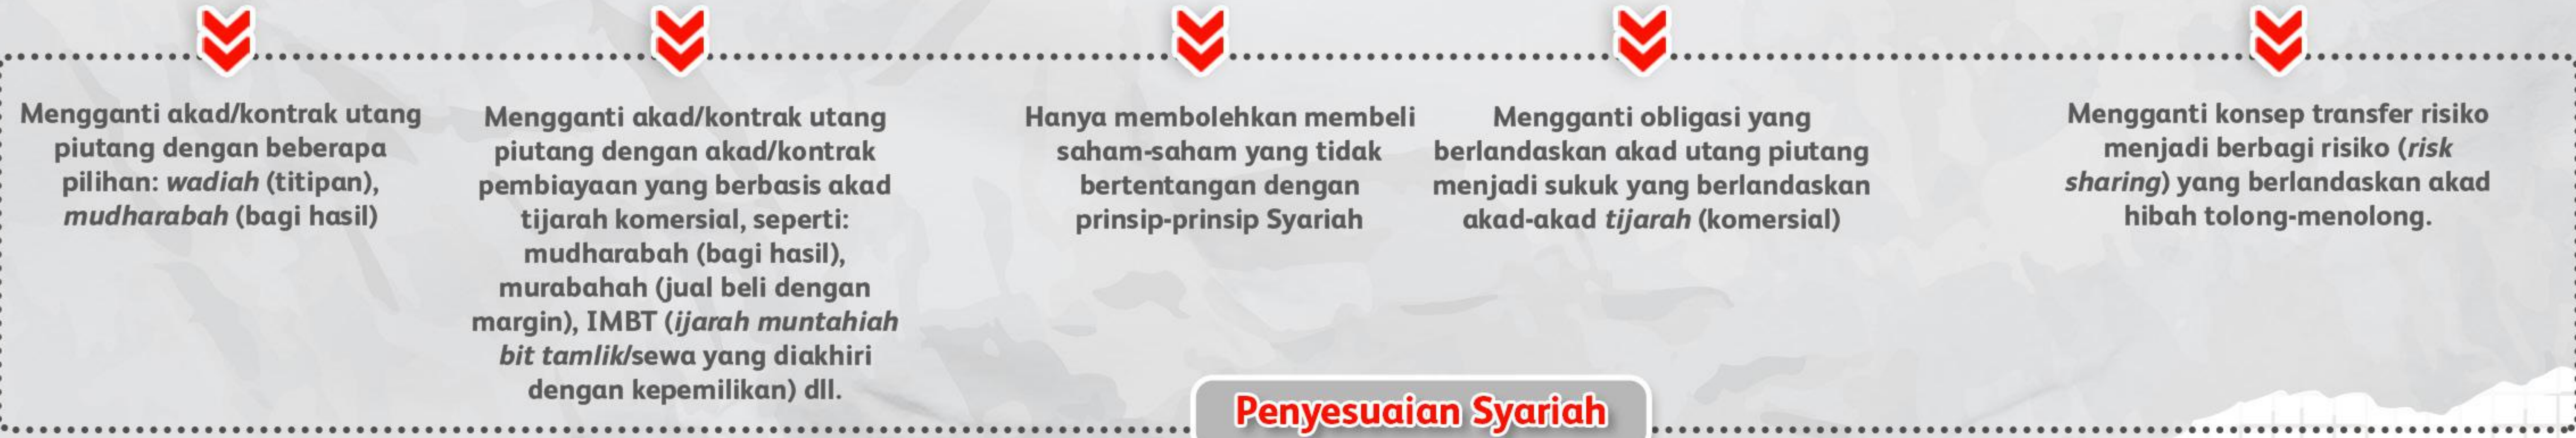 Mengganti akad/kontrak utang
piutang dengan beberapa
pilihan: wadiah (titipan),
mudharabah (bagi hasil)
Mengganti akad/kontrak utang
piutang dengan akad/kontrak
pembiayaan yang berbasis akad
tijarah komersial, seperti:
mudharabah (bagi hasil),
murabahah (jual beli dengan
margin), IMBT (ijarah muntahiah
bit tamlik/sewa yang diakhiri
dengan kepemilikan) dll.
Hanya membolehkan membeli
saham-saham yang tidak
bertentangan dengan
prinsip-prinsip Syariah
Mengganti obligasi yang
berlandaskan akad utang piutang
menjadi sukuk yang berlandaskan
akad-akad tijarah (komersial)
Mengganti konsep transfer risiko
menjadi berbagi risiko (risk
sharing) yang berlandaskan akad
hibah tolong-menolong.
Penyesuaian Syariah